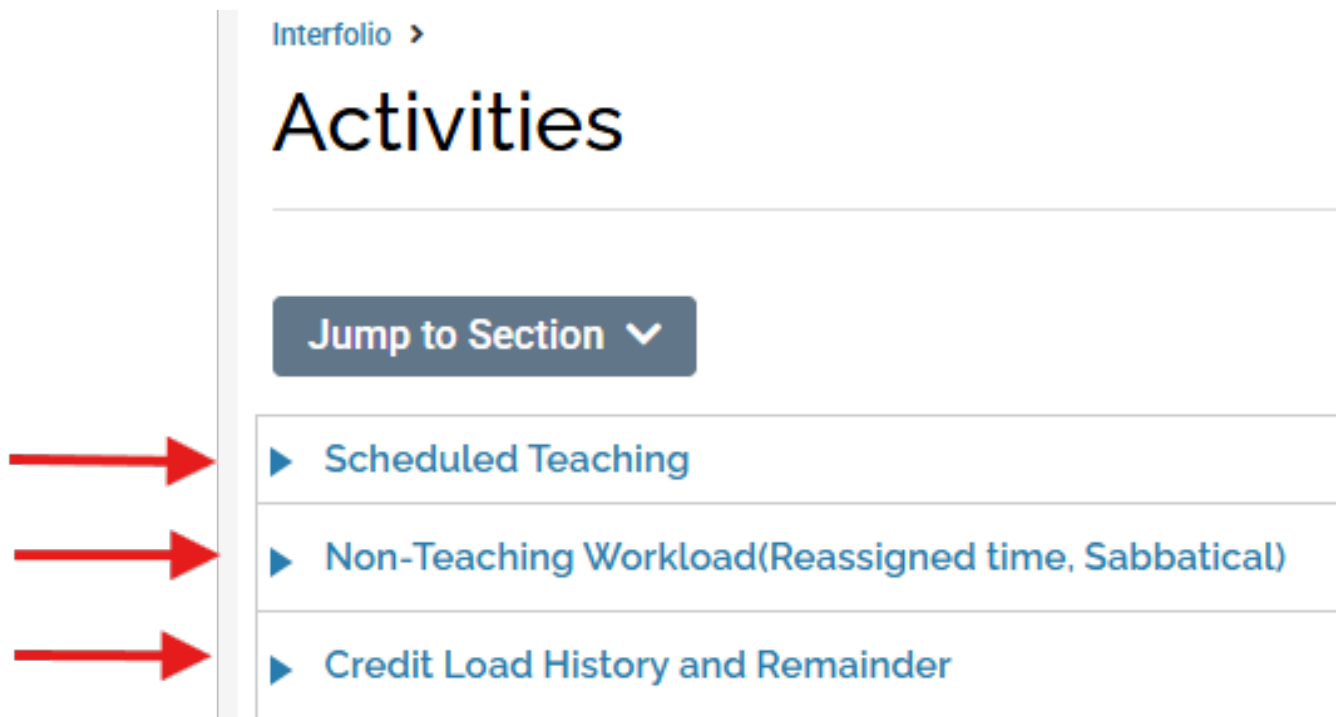 Interfolio >
Activities
Jump to Section
Scheduled Teaching
Non-Teaching Workload(Reassigned time, Sabbatical)
Credit Load History and Remainder